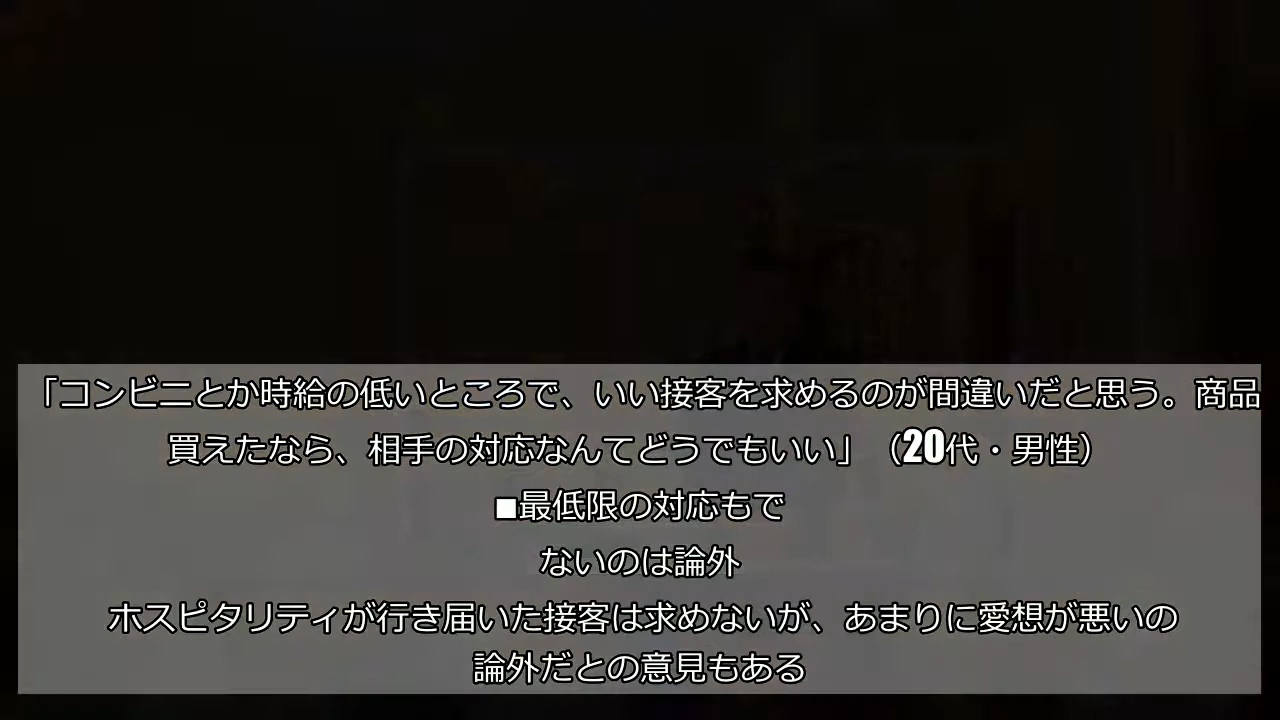 「コンビニとか時給の低いところで、いい接客を求めるのが間違いだと思う。商品
買えたなら、相手の対応なんてどうでもいい」（20代・男性）
■最低限の対応もで
ないのは論外
ホスピタリティが行き届いた接客は求めないが、あまりに愛想が悪いの
論外だとの意見もある